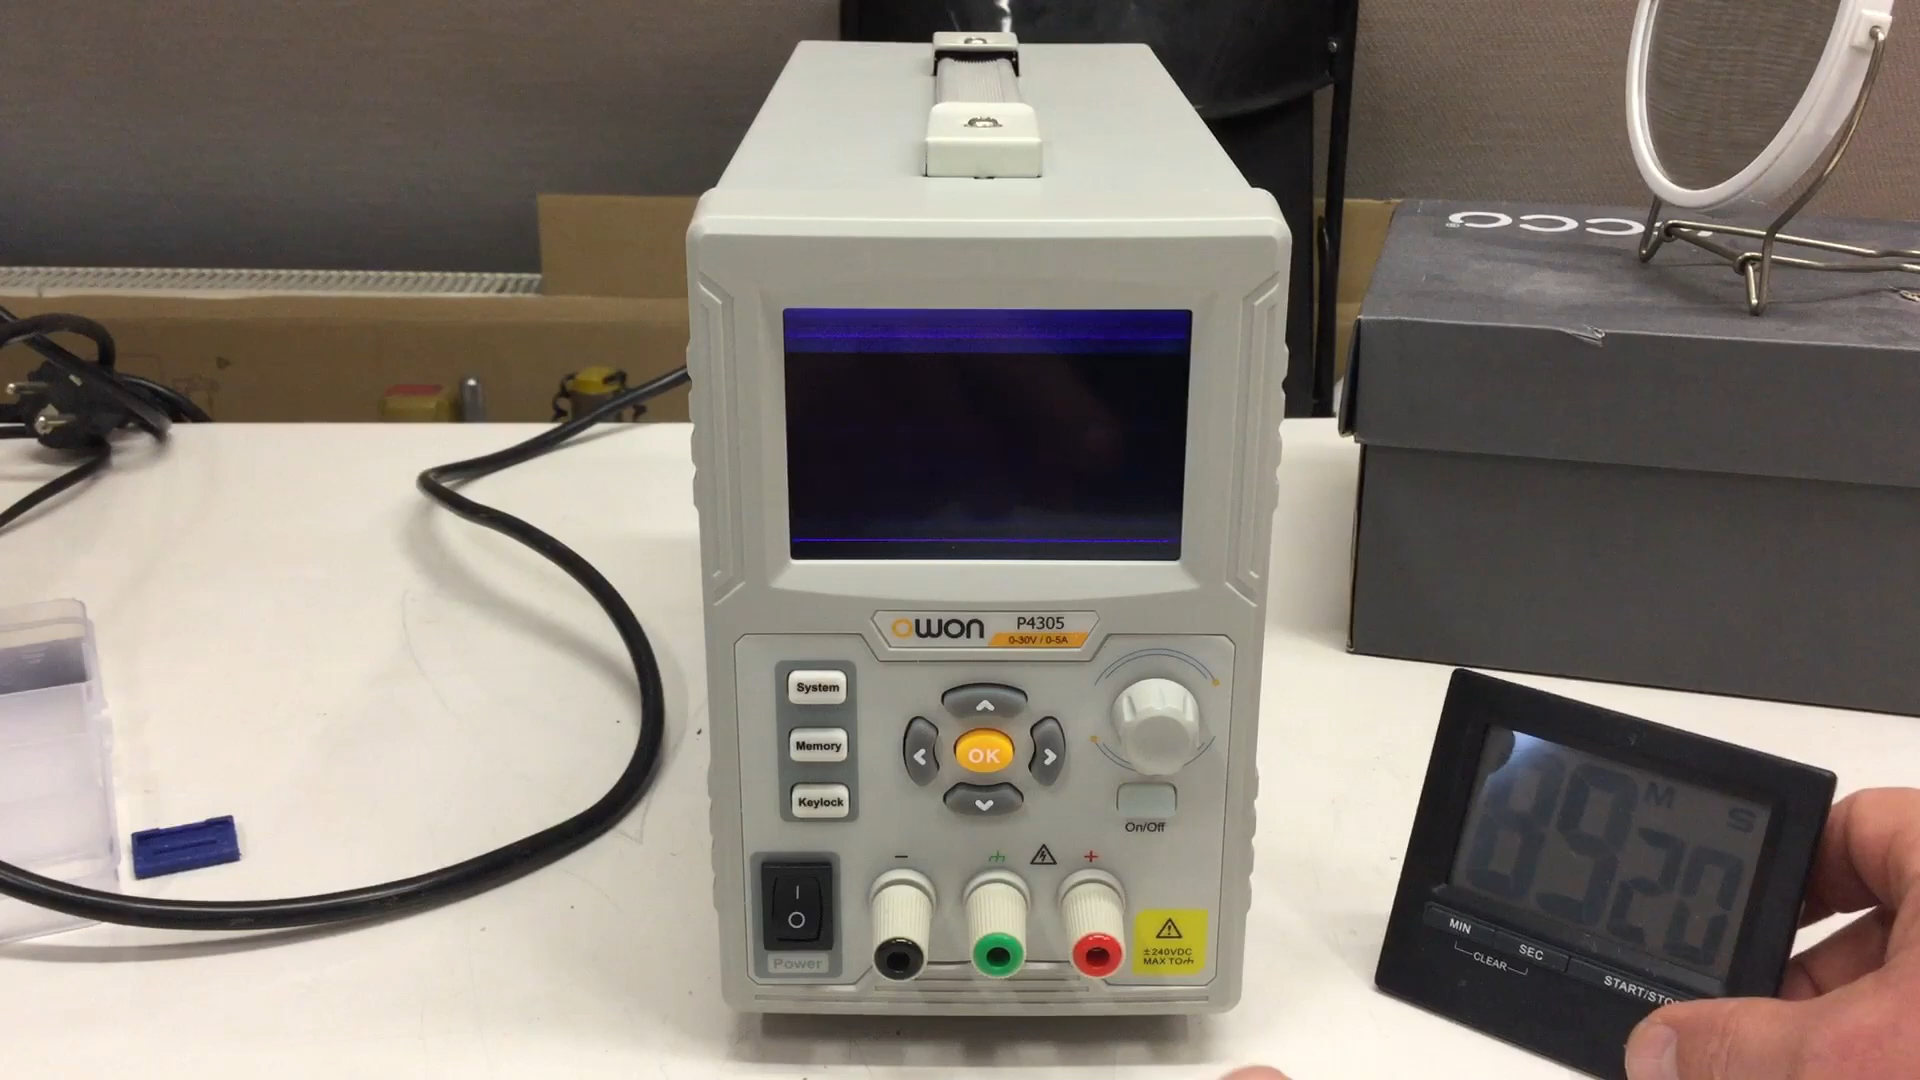 ecco
OWON
P4305
0-30V / 0-5A
System
Memory
Keylock
OK
On/Off
I
O
Power
−
+
±240VDC
MAX TO
M
S
89 20
MIN
SEC
CLEAR
START/STO